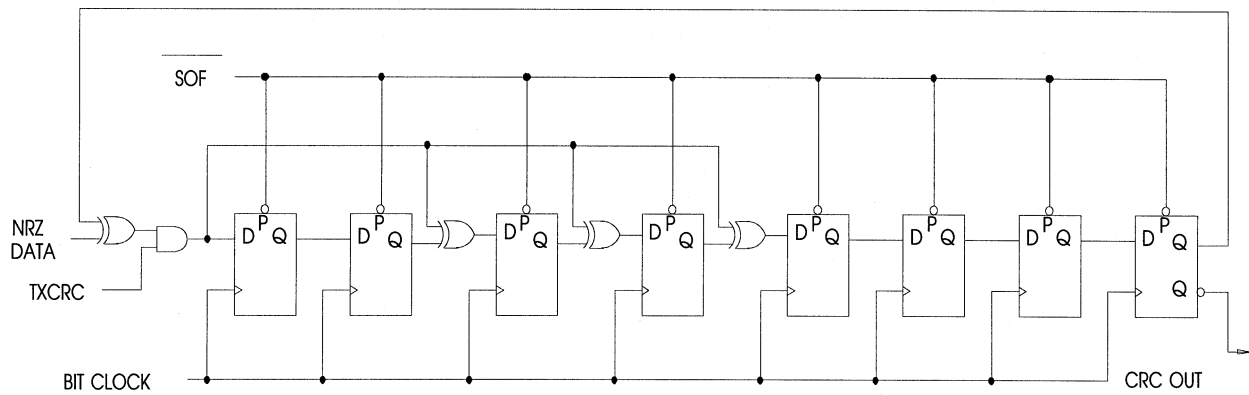 SOF
P P P P P P P P
D Q D Q D Q D Q D Q D Q D Q D Q
NRZ
DATA
TXCRC
Q
BIT CLOCK
CRC OUT